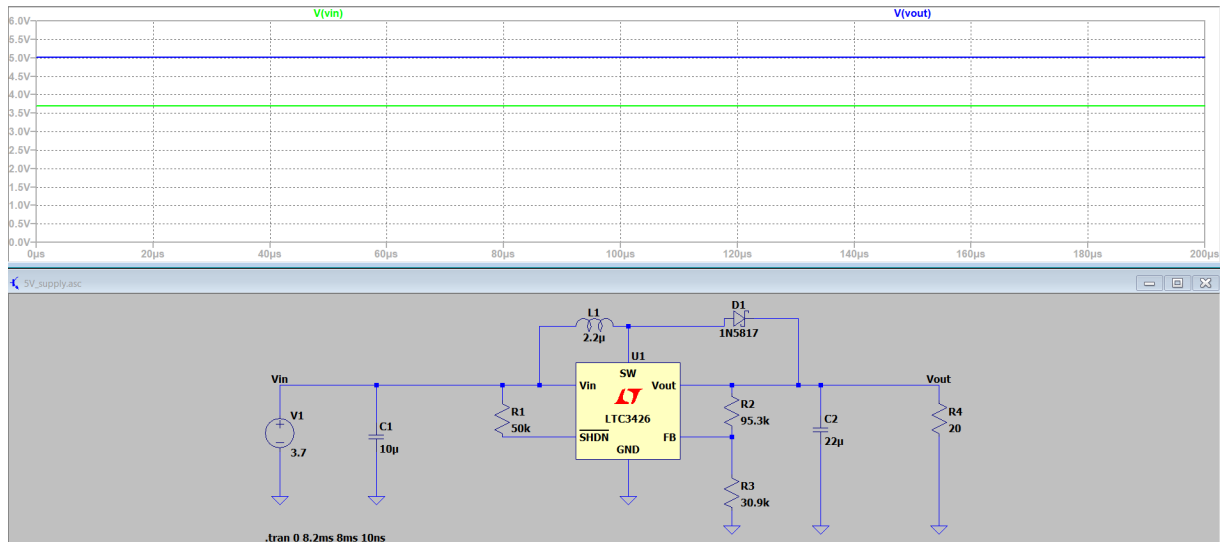 V(vin)
V(vout)
6.0V
5.5V
5.0V
4.5V
4.0V
3.5V
3.0V
2.5V
2.0V
1.5V
1.0V
0.5V
0.0V
0µs
20µs
40µs
60µs
80µs
100µs
120µs
140µs
160µs
180µs
200µs
5V_supply.asc
L1
2.2µ
D1
1N5817
U1
SW
Vin
Vin
Vout
Vout
LTC3426
SHDN
FB
GND
V1
3.7
C1
10µ
R1
50k
R2
95.3k
R3
30.9k
C2
22µ
R4
20
.tran 0 8.2ms 8ms 10ns